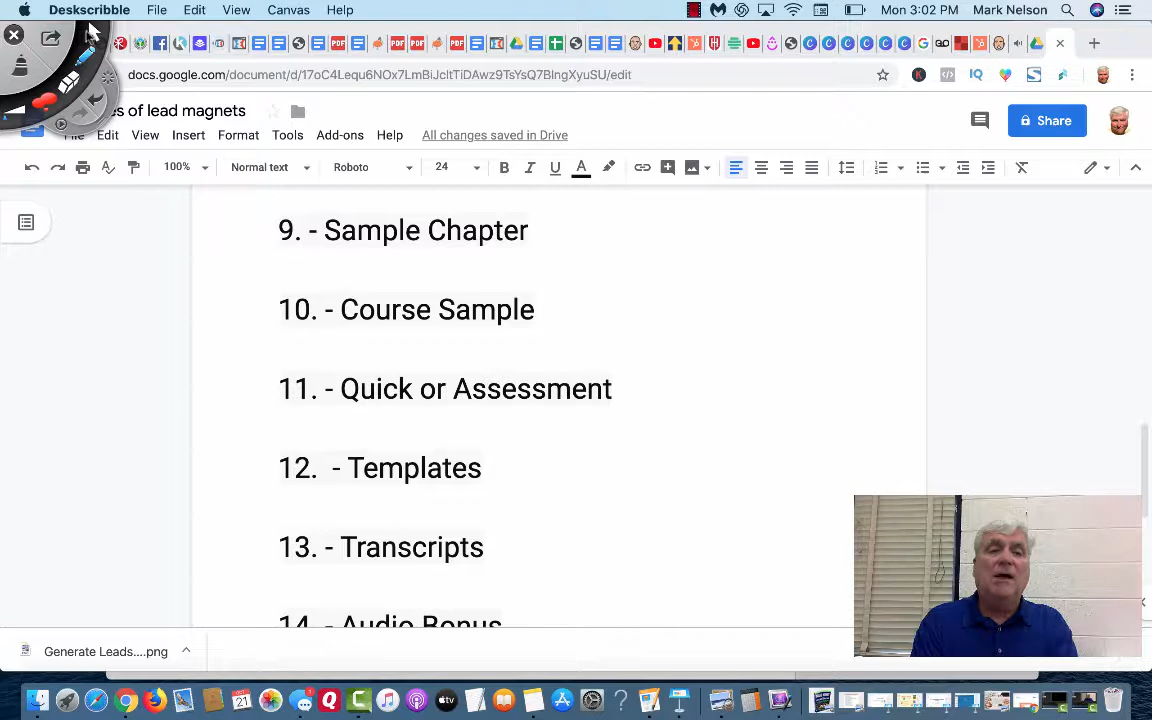 Deskscribble File Edit View Canvas Help Mon 3:02 PM Mark Nelson
docs.google.com/document/d/17oC4Lequ6NOx7LmBiJcltTiDAwz9TsYsQ7BlngXyuSU/edit
es of lead magnets
File Edit View Insert Format Tools Add-ons Help All changes saved in Drive Share
100% Normal text Roboto 24 B I U A
9. - Sample Chapter
10. - Course Sample
11. - Quick or Assessment
12. - Templates
13. - Transcripts
14. - Audio Bonus
Generate Leads....png